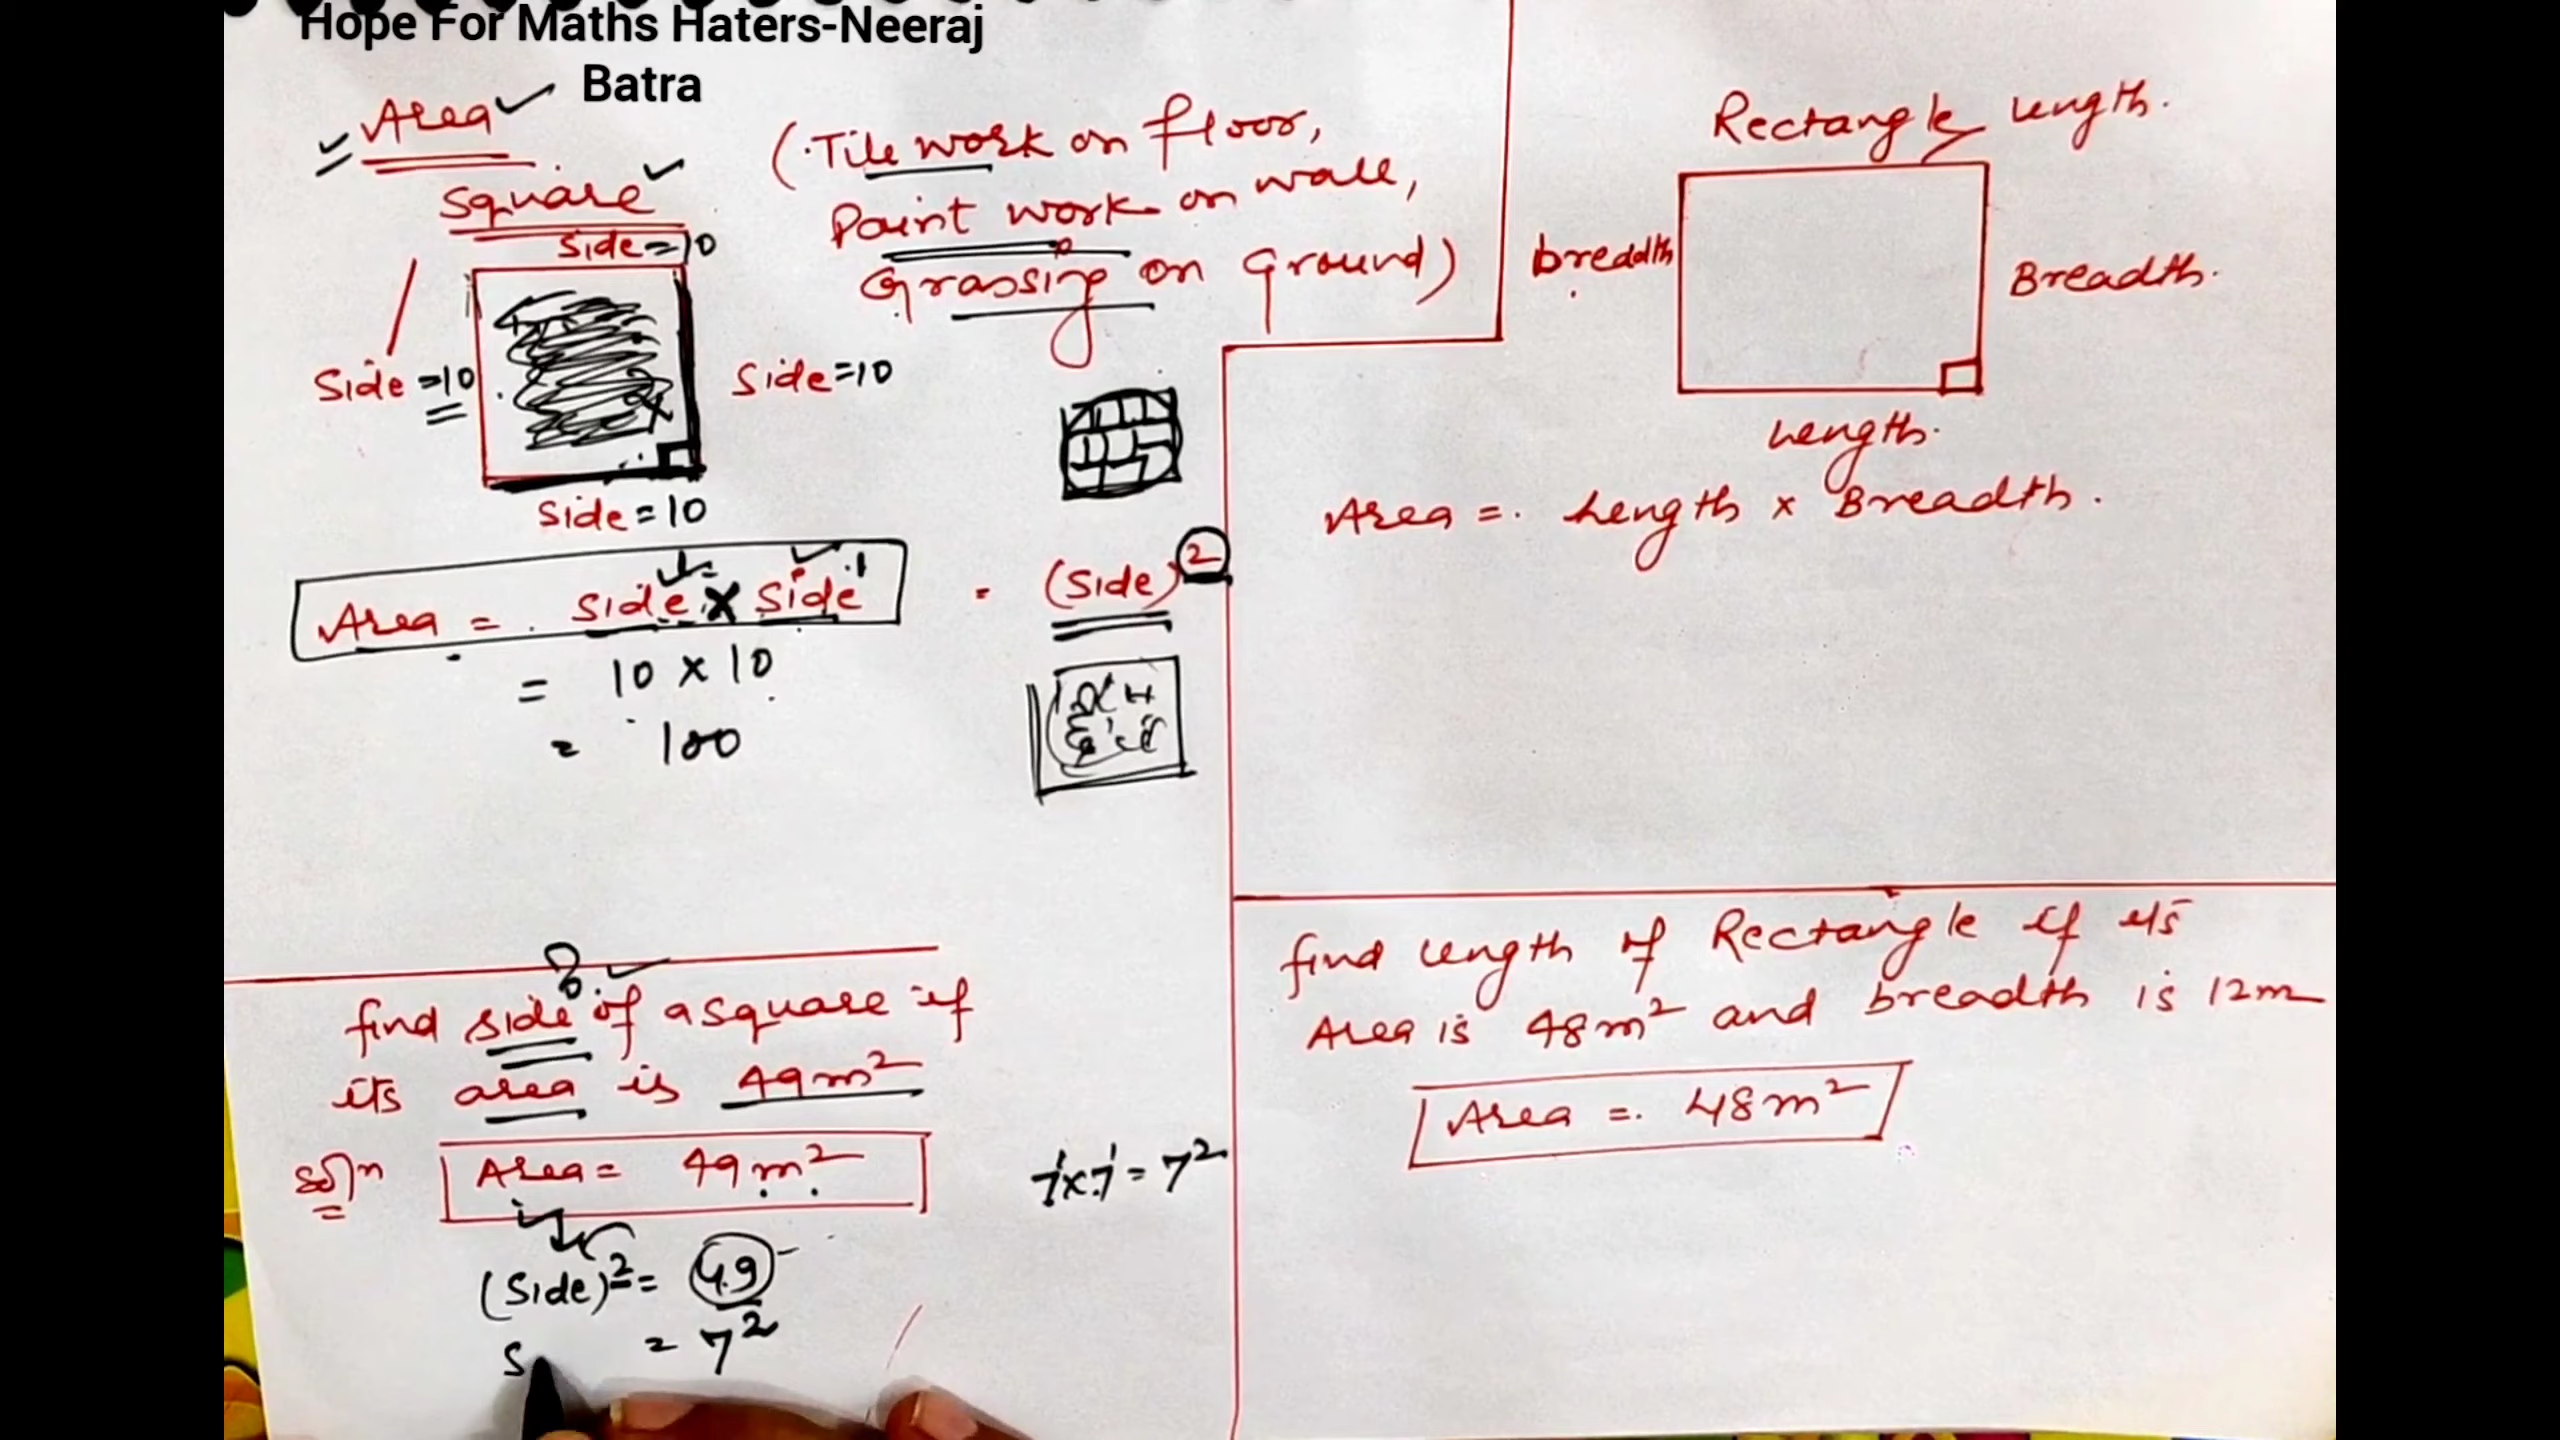 Hope For Maths Haters-Neeraj
Batra
Area
Square
(Tile work on floor,
Paint work on wall,
Grassing on Ground)
Side=10
Side=10
Side=10
Side=10
Area = Side x Side = (Side)²
= 10 x 10
= 100
find side of a square if
its area is 49m²
Solⁿ
Area = 49m²
(Side)² = 49
S = 7²
7x7=7²
Rectangle length.
breadth
Breadth.
Length.
Area = Length x Breadth.
find length of Rectangle if its
Area is 48m² and breadth is 12m
Area = 48m²